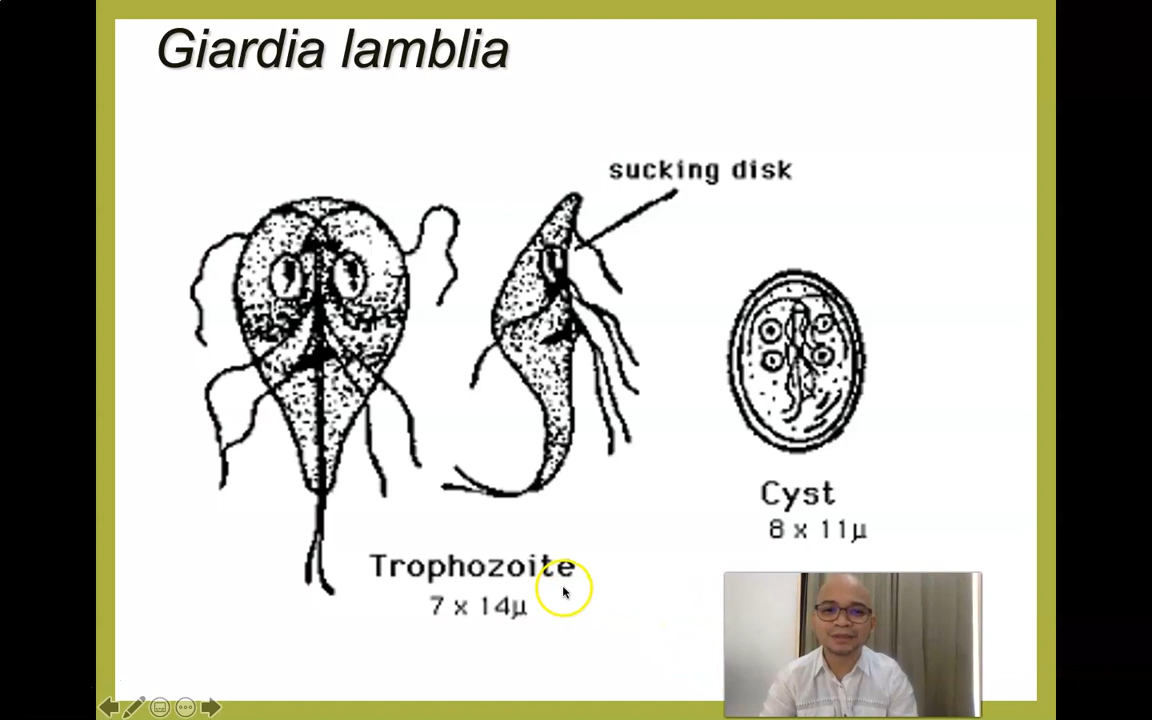 Giardia lamblia
sucking disk
Cyst
8 x 11µ
Trophozoite
7 x 14µ